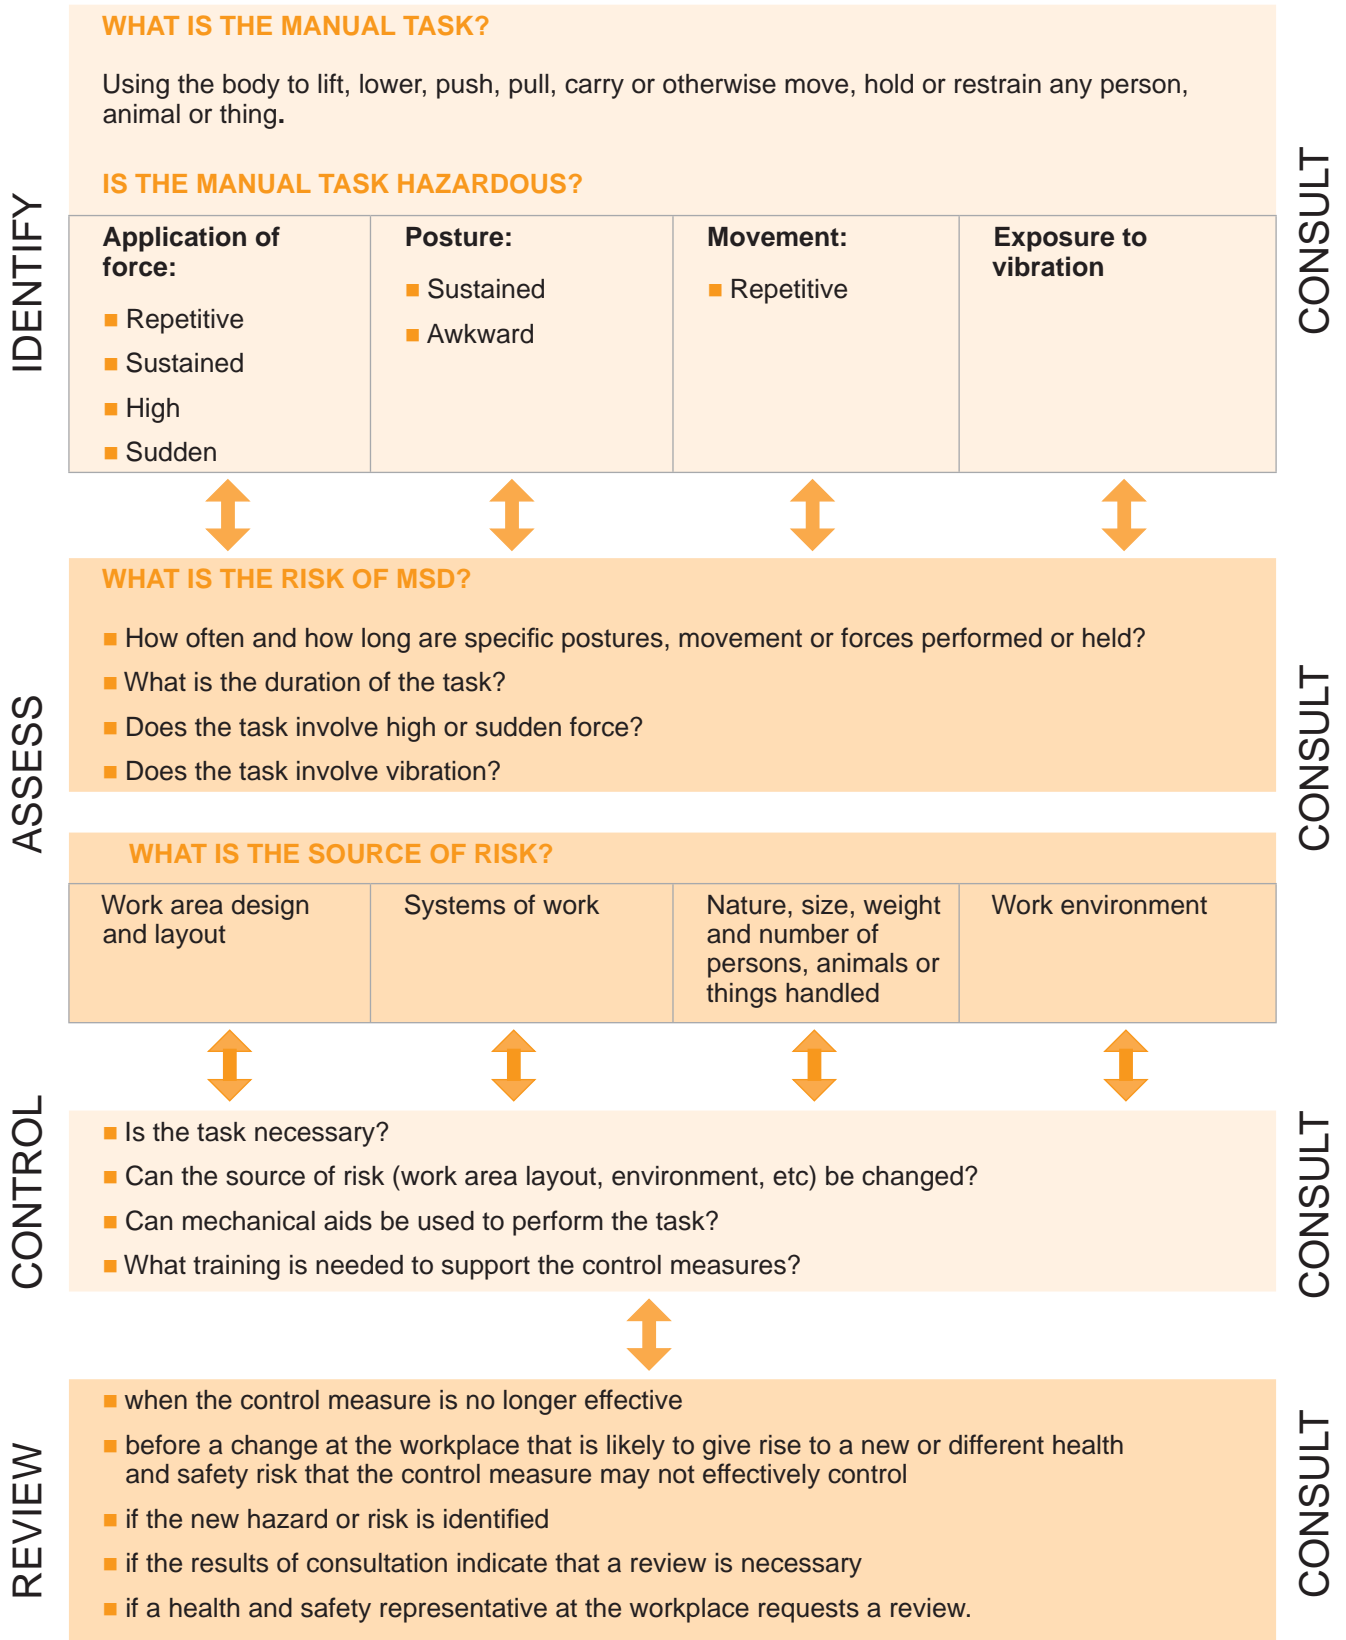 WHAT IS THE MANUAL TASK?
Using the body to lift, lower, push, pull, carry or otherwise move, hold or restrain any person,
animal or thing.
IS THE MANUAL TASK HAZARDOUS?
IDENTIFY
CONSULT
Application of
force:
Repetitive
Sustained
High
Sudden
Posture:
Sustained
Awkward
Movement:
Repetitive
Exposure to
vibration
WHAT IS THE RISK OF MSD?
How often and how long are specific postures, movement or forces performed or held?
What is the duration of the task?
Does the task involve high or sudden force?
Does the task involve vibration?
ASSESS
CONSULT
WHAT IS THE SOURCE OF RISK?
Work area design
and layout
Systems of work
Nature, size, weight
and number of
persons, animals or
things handled
Work environment
CONTROL
CONSULT
Is the task necessary?
Can the source of risk (work area layout, environment, etc) be changed?
Can mechanical aids be used to perform the task?
What training is needed to support the control measures?
REVIEW
CONSULT
when the control measure is no longer effective
before a change at the workplace that is likely to give rise to a new or different health
and safety risk that the control measure may not effectively control
if the new hazard or risk is identified
if the results of consultation indicate that a review is necessary
if a health and safety representative at the workplace requests a review.